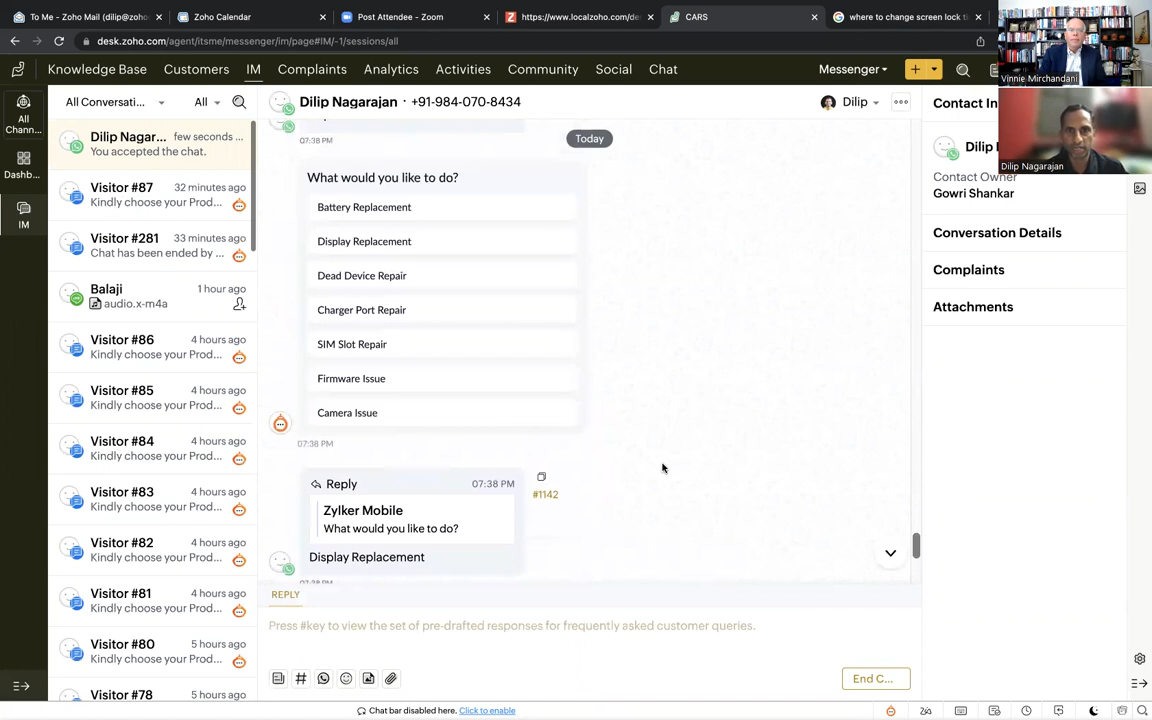 To Me - Zoho Mail (dilip@zoho
Zoho Calendar
Post Attendee - Zoom
https://www.localzoho.com/de
CARS
where to change screen lock ti
desk.zoho.com/agent/itsme/messenger/im/page#IM/-1/sessions/all
Knowledge Base
Customers
IM
Complaints
Analytics
Activities
Community
Social
Chat
Messenger
Vinnie Mirchandani
Dilip Nagarajan
All
Chann...
Dashb...
IM
All Conversati...
All
Dilip Nagar...
few seconds ...
You accepted the chat.
Visitor #87
32 minutes ago
Kindly choose your Prod...
Visitor #281
33 minutes ago
Chat has been ended by ...
Balaji
1 hour ago
audio.x-m4a
Visitor #86
4 hours ago
Kindly choose your Prod...
Visitor #85
4 hours ago
Kindly choose your Prod...
Visitor #84
4 hours ago
Kindly choose your Prod...
Visitor #83
4 hours ago
Kindly choose your Prod...
Visitor #82
4 hours ago
Kindly choose your Prod...
Visitor #81
4 hours ago
Kindly choose your Prod...
Visitor #80
5 hours ago
Kindly choose your Prod...
Visitor #78
5 hours ago
Dilip Nagarajan · +91-984-070-8434
Dilip
07:38 PM
Today
What would you like to do?
Battery Replacement
Display Replacement
Dead Device Repair
Charger Port Repair
SIM Slot Repair
Firmware Issue
Camera Issue
07:38 PM
Reply
07:38 PM
#1142
Zylker Mobile
What would you like to do?
Display Replacement
07:38 PM
REPLY
Press #key to view the set of pre-drafted responses for frequently asked customer queries.
End C...
Contact In
Dilip
Contact Owner
Gowri Shankar
Conversation Details
Complaints
Attachments
Chat bar disabled here. Click to enable